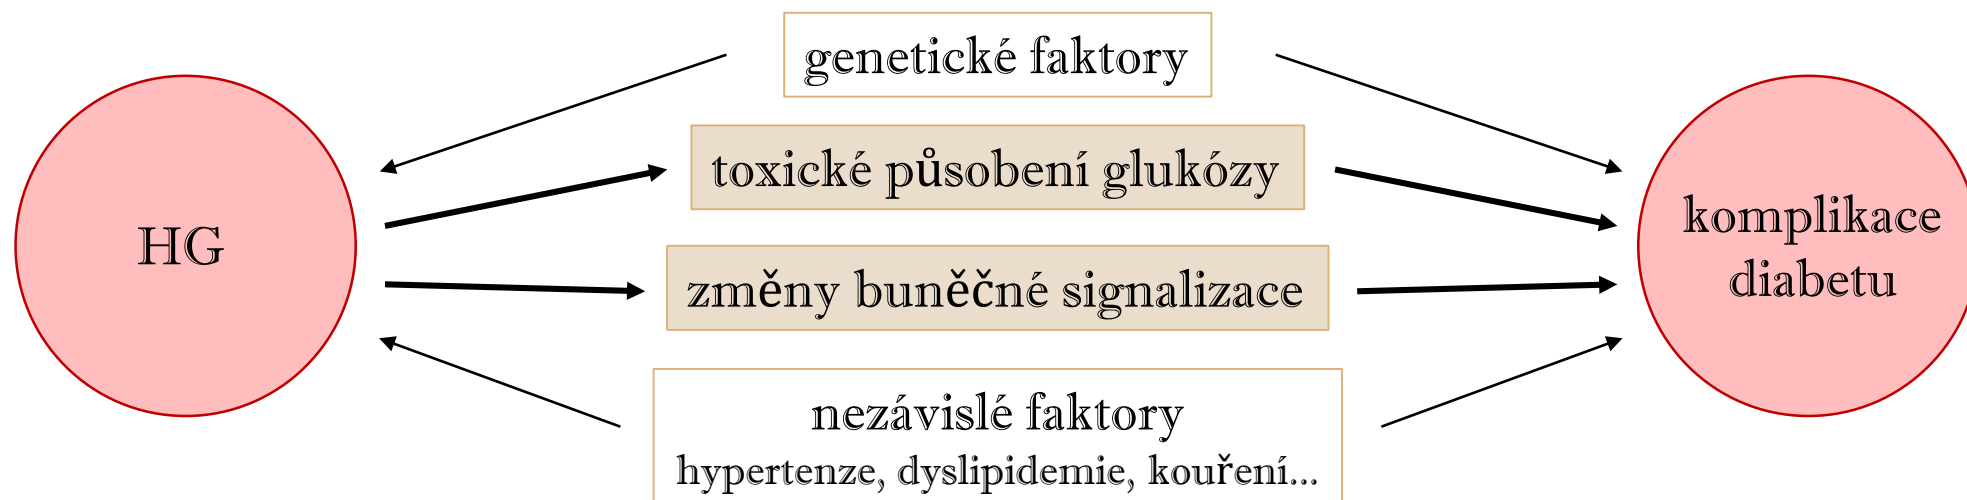 genetické faktory
toxické působení glukózy
HG
změny buněčné signalizace
nezávislé faktory
hypertenze, dyslipidemie, kouření...
komplikace
diabetu